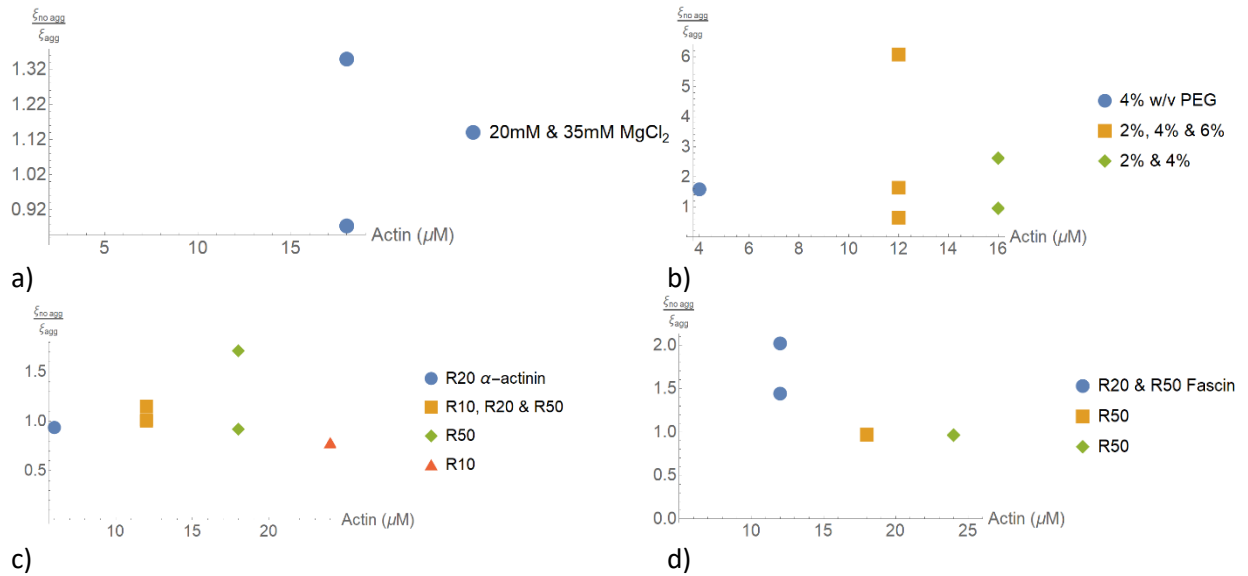 ξno agg
ξagg
1.32
1.22
1.12
1.02
0.92
5
10
15
Actin (μM)
20mM & 35mM MgCl2
a)
ξno agg
ξagg
6
5
4
3
2
1
4
6
8
10
12
14
16
Actin (μM)
4% w/v PEG
2%, 4% & 6%
2% & 4%
b)
ξno agg
ξagg
1.5
1.0
0.5
10
20
Actin (μM)
R20 α−actinin
R10, R20 & R50
R50
R10
c)
ξno agg
ξagg
2.0
1.5
1.0
0.5
0.0
10
15
20
25
Actin (μM)
R20 & R50 Fascin
R50
R50
d)